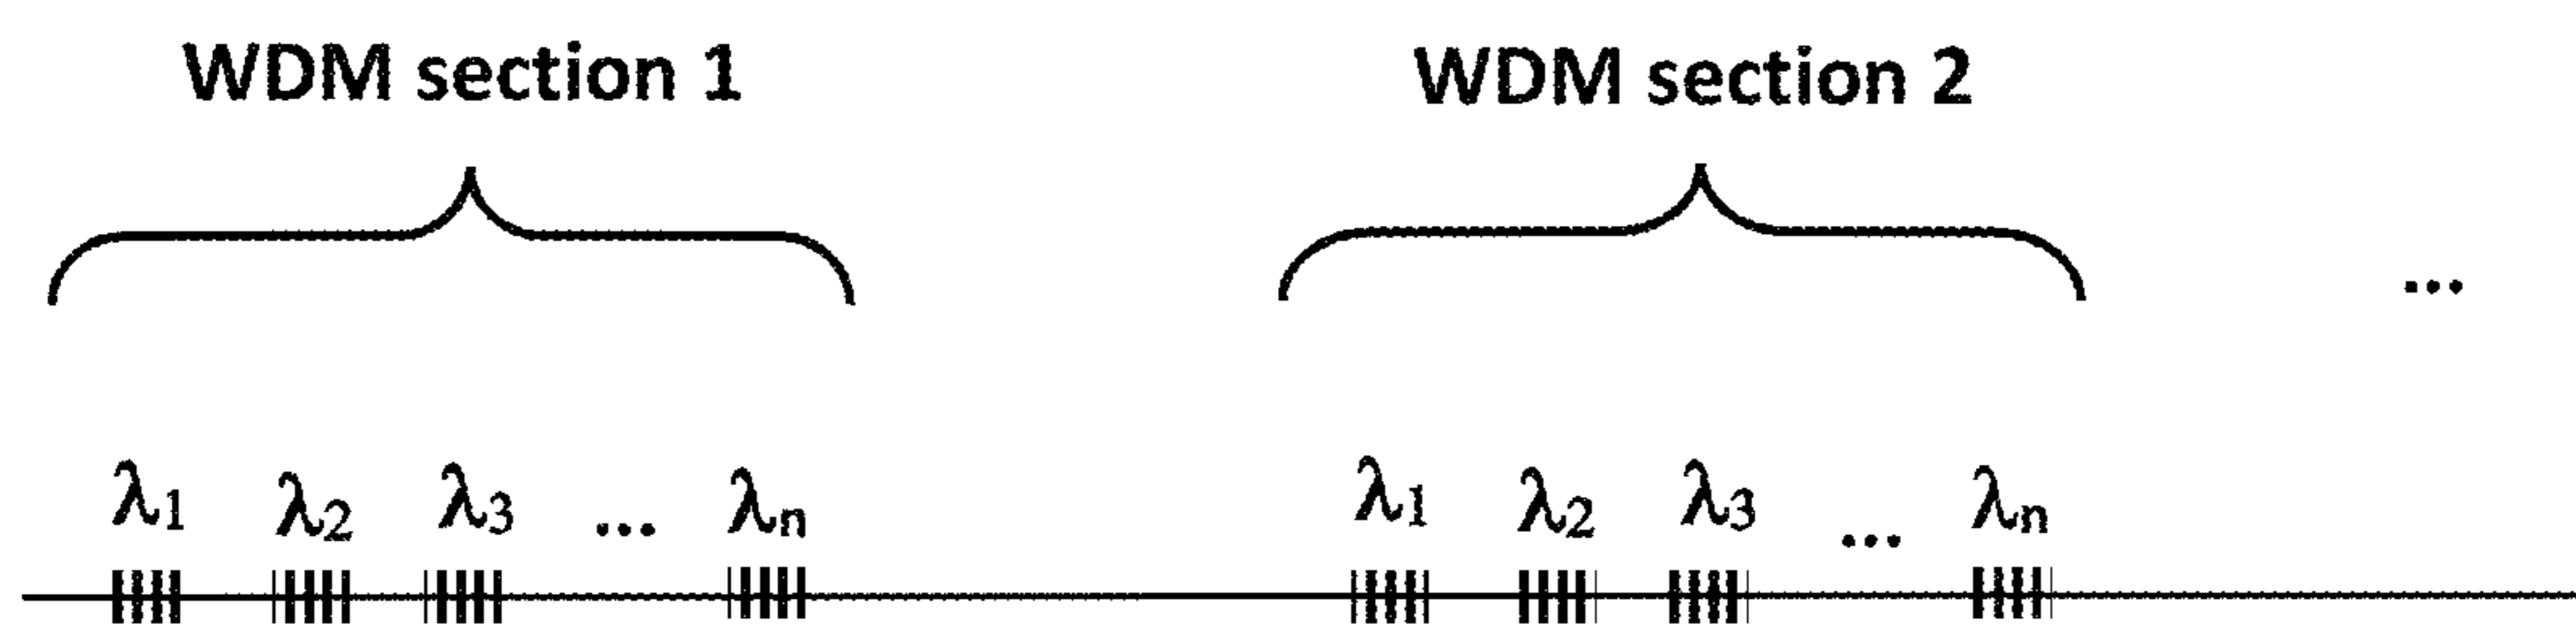 WDM section 1 WDM section 2
...
λ1 λ2 λ3 ... λn λ1 λ2 λ3 ... λn